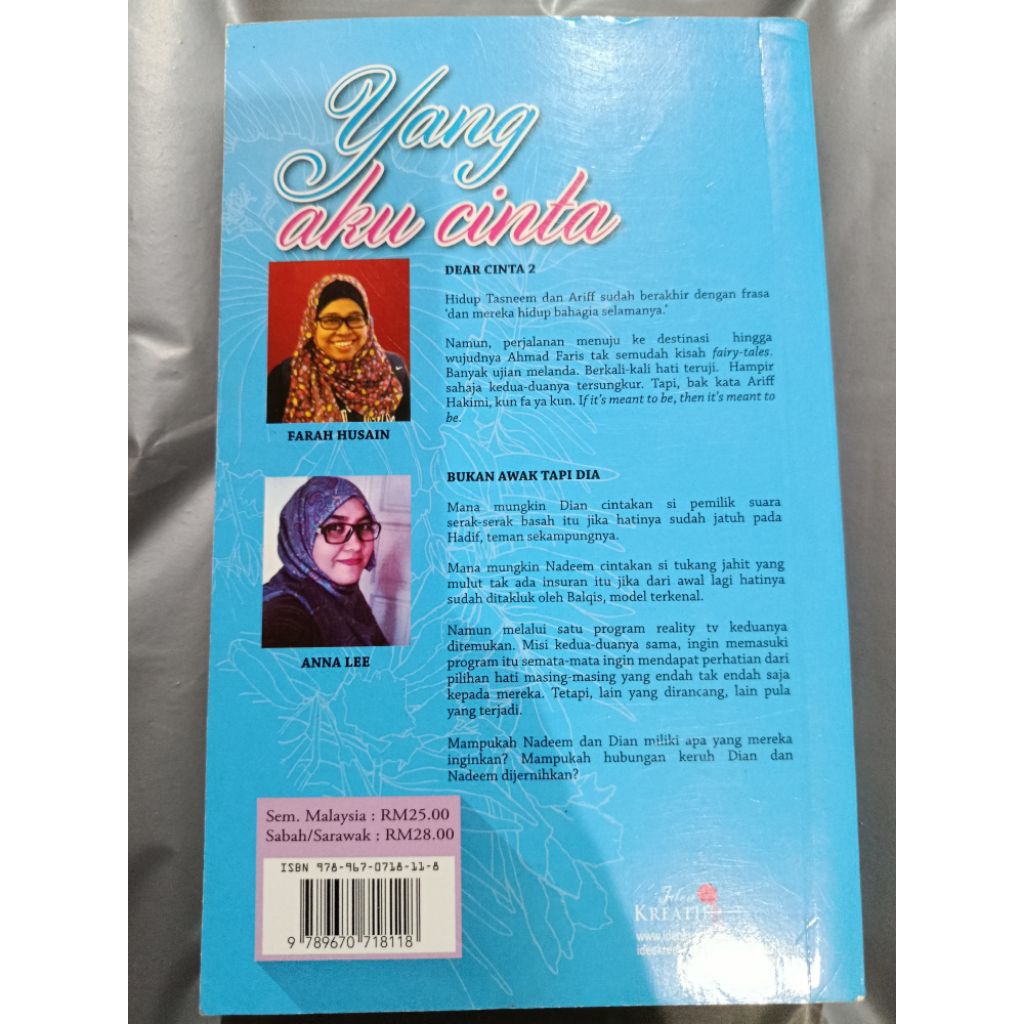 Yang
aku cinta
DEAR CINTA 2
Hidup Tasneem dan Ariff sudah berakhir dengan frasa
'dan mereka hidup bahagia selamanya.'
Namun, perjalanan menuju ke destinasi hingga
wujudnya Ahmad Faris tak semudah kisah fairy-tales.
Banyak ujian melanda. Berkali-kali hati teruji. Hampir
sahaja kedua-duanya tersungkur. Tapi, bak kata Ariff
Hakimi, kun fa ya kun. If it's meant to be, then it's meant to
be.
FARAH HUSAIN
BUKAN AWAK TAPI DIA
Mana mungkin Dian cintakan si pemilik suara
serak-serak basah itu jika hatinya sudah jatuh pada
Hadif, teman sekampungnya.
Mana mungkin Nadeem cintakan si tukang jahit yang
mulut tak ada insuran itu jika dari awal lagi hatinya
sudah ditakluk oleh Balqis, model terkenal.
Namun melalui satu program reality tv keduanya
ditemukan. Misi kedua-duanya sama, ingin memasuki
program itu semata-mata ingin mendapat perhatian dari
pilihan hati masing-masing yang endah tak endah saja
kepada mereka. Tetapi, lain yang dirancang, lain pula
yang terjadi.
Mampukah Nadeem dan Dian miliki apa yang mereka
inginkan? Mampukah hubungan keruh Dian dan
Nadeem dijernihkan?
ANNA LEE
Sem. Malaysia : RM25.00
Sabah/Sarawak : RM28.00
ISBN 978-967-0718-11-8
9 789670 718118
Idea
KREATIF